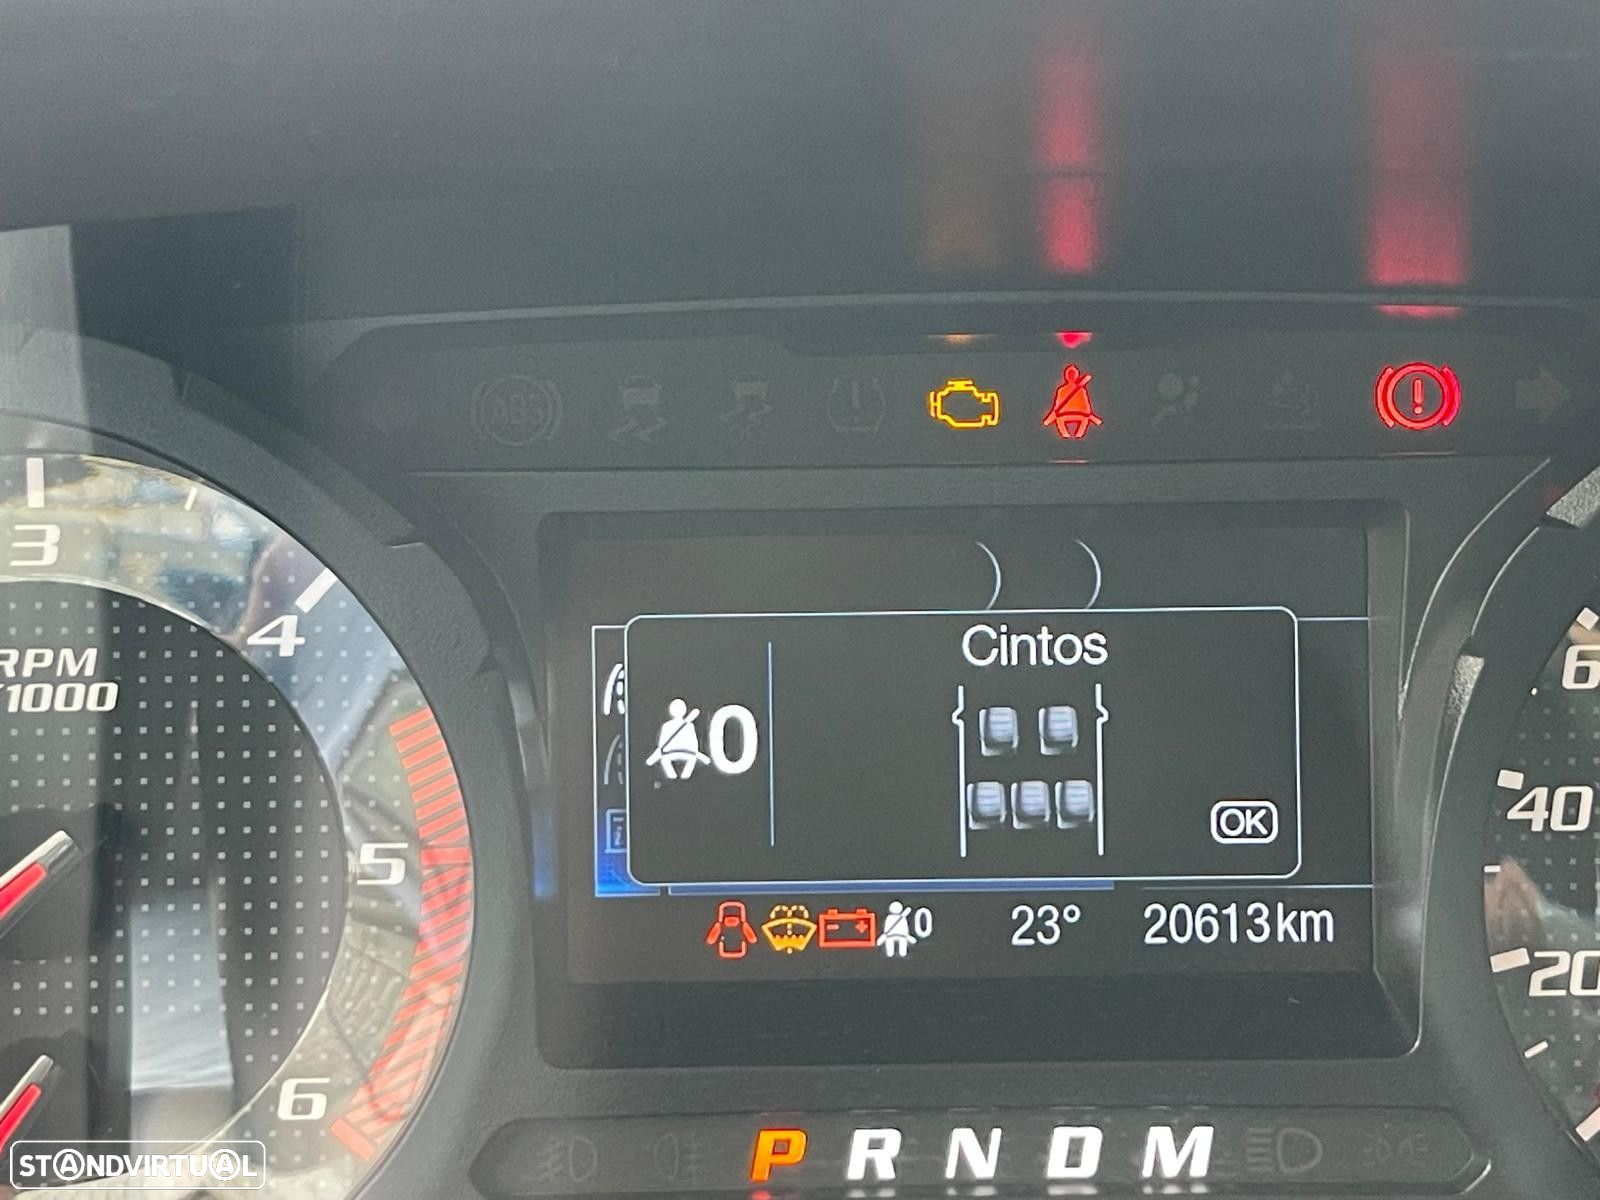 ABS
3
4
RPM
X1000
5
6
Cintos
0
OK
0 23° 20613km
60
40
20
P R N D M
STANDVIRTUAL